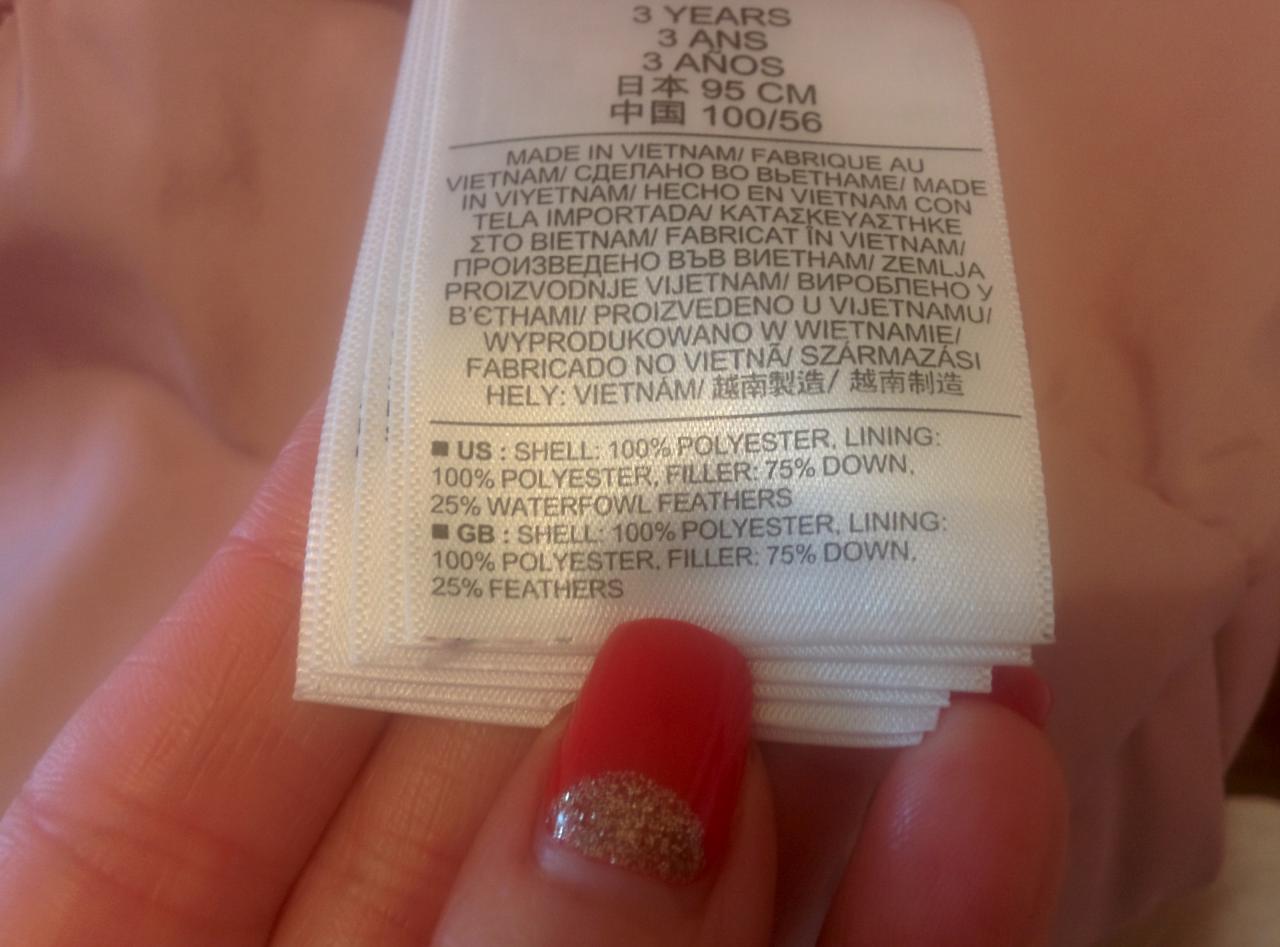 3 YEARS
3 ANS
3 AÑOS
日本 95 CM
中国 100/56
MADE IN VIETNAM/ FABRIQUE AU
VIETNAM/ СДЕЛАНО ВО ВЬЕТНАМЕ/ MADE
IN VIYETNAM/ HECHO EN VIETNAM CON
TELA IMPORTADA/ ΚΑΤΑΣΚΕΥΑΣΤΗΚΕ
ΣΤΟ ΒΙΕΤΝΑΜ/ FABRICAT ÎN VIETNAM/
ПРОИЗВЕДЕНО ВЪВ ВИЕТНАМ/ ZEMLJA
PROIZVODNJE VIJETNAM/ ВИРОБЛЕНО У
В'ЄТНАМІ/ PROIZVEDENO U VIJETNAMU/
WYPRODUKOWANO W WIETNAMIE/
FABRICADO NO VIETNÃ/ SZÁRMAZÁSI
HELY: VIETNÁM/ 越南製造/ 越南制造
■ US : SHELL: 100% POLYESTER, LINING:
100% POLYESTER, FILLER: 75% DOWN,
25% WATERFOWL FEATHERS
■ GB : SHELL: 100% POLYESTER, LINING:
100% POLYESTER, FILLER: 75% DOWN,
25% FEATHERS